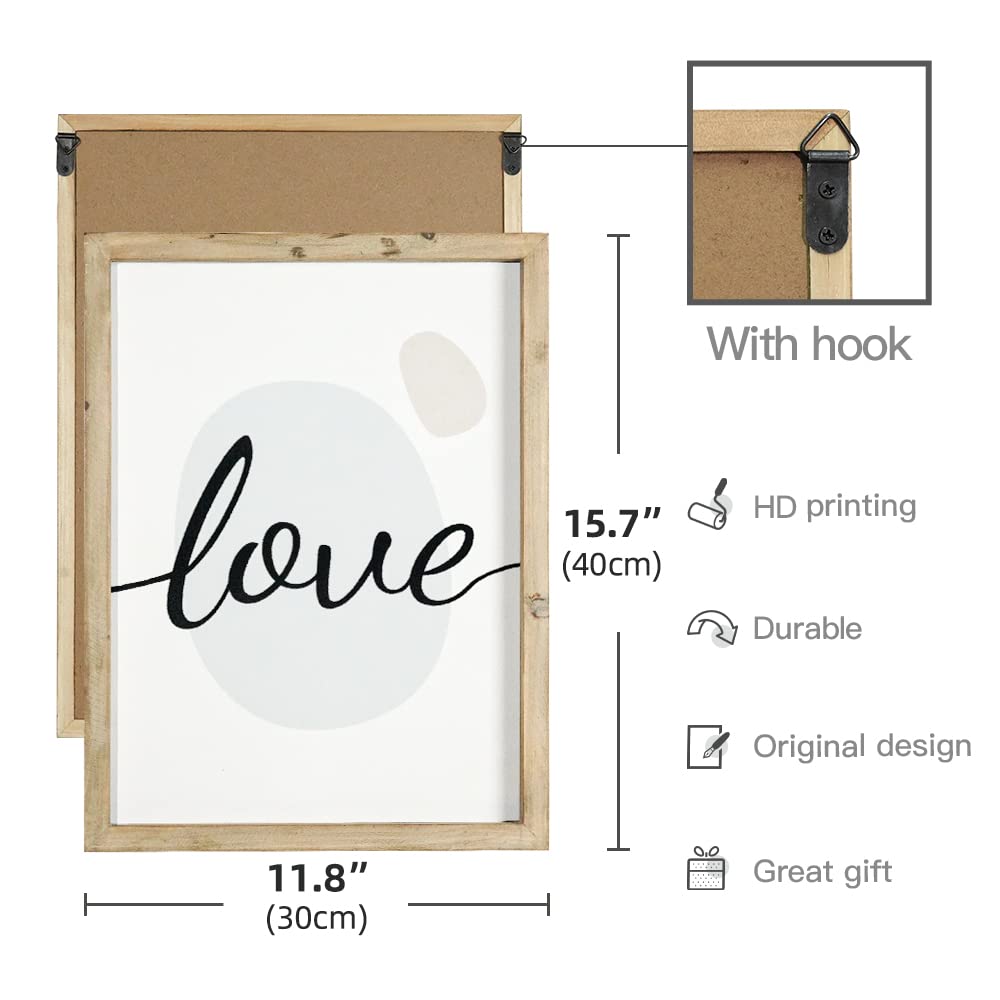 With hook
love
15.7”
(40cm)
HD printing
Durable
Original design
Great gift
11.8”
(30cm)